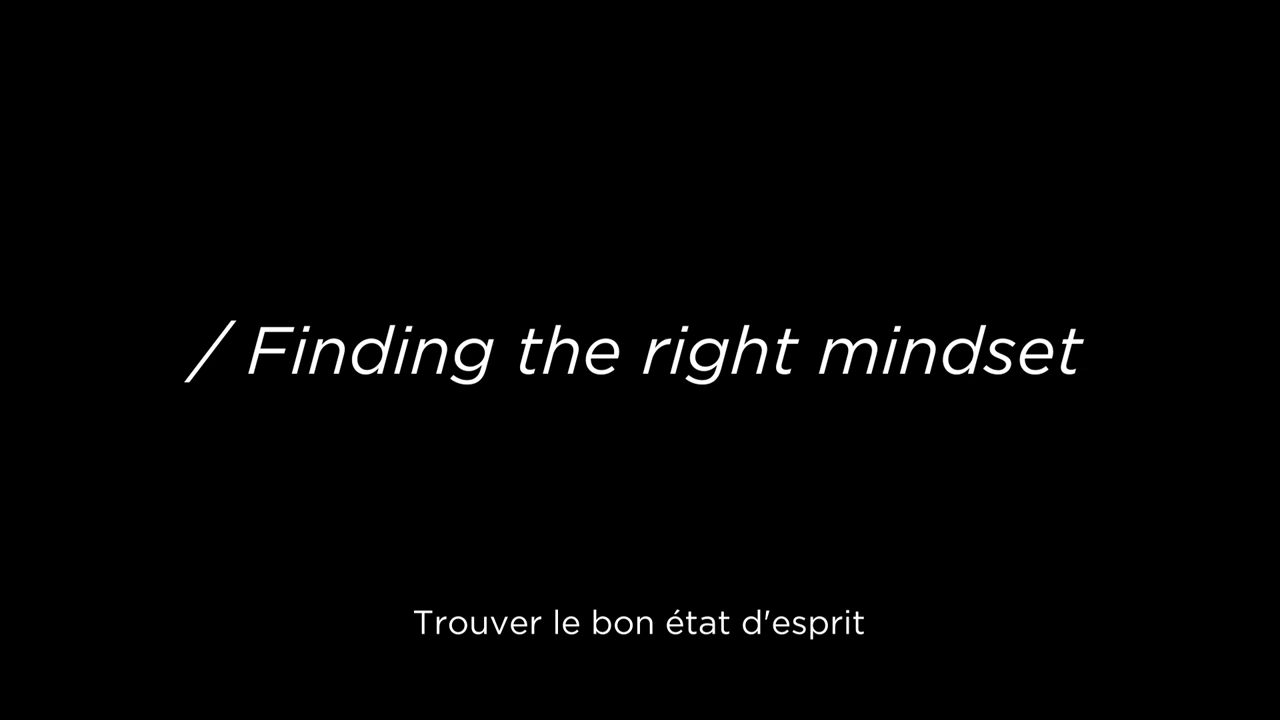 / Finding the right mindset
Trouver le bon état d'esprit